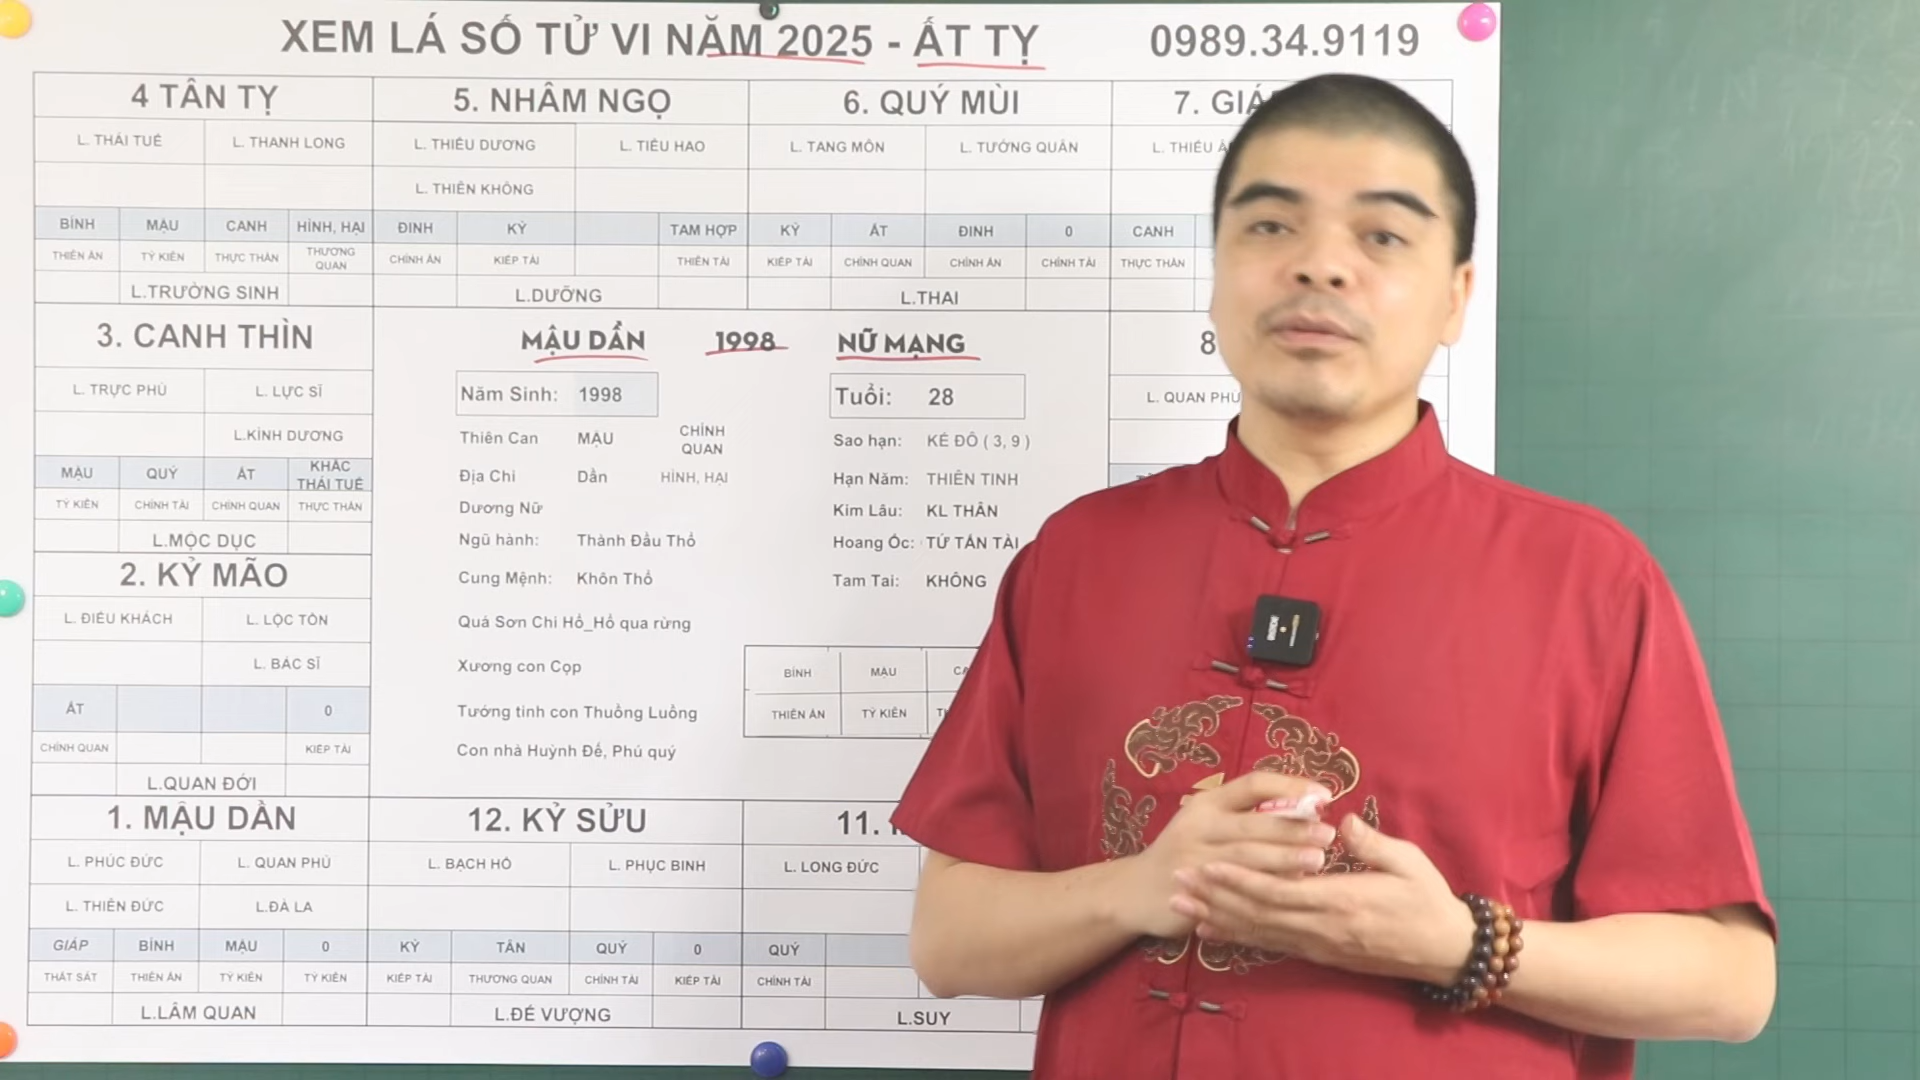 XEM LÁ SỐ TỬ VI NĂM 2025 - ẤT TỴ 0989.34.9119
4 TÂN TỴ
L. THÁI TUẾ L. THANH LONG
BÍNH MẬU CANH HÌNH, HẠI
THIÊN ẤN TỶ KIÊN THỰC THẦN THƯƠNG QUAN
L.TRƯỜNG SINH
5. NHÂM NGỌ
L. THIẾU DƯƠNG L. TIỂU HAO
L. THIÊN KHÔNG
ĐINH KỶ TAM HỢP
CHÍNH ẤN KIẾP TÀI THIÊN TÀI
L.DƯỠNG
6. QUÝ MÙI
L. TANG MÔN L. TƯỚNG QUÂN
KỶ ẤT ĐINH 0
KIẾP TÀI CHÍNH QUAN CHÍNH ẤN CHÍNH TÀI
L.THAI
7.
L. THIẾU
CANH
THỰC THẦN
3. CANH THÌN
L. TRỰC PHÙ L. LỰC SĨ
L.KÌNH DƯƠNG
MẬU QUÝ ẤT KHẮC THÁI TUẾ
TỶ KIÊN CHÍNH TÀI CHÍNH QUAN THỰC THẦN
L.MỘC DỤC
MẬU DẦN 1998 NỮ MẠNG
Năm Sinh: 1998
Thiên Can MẬU CHÍNH QUAN
Địa Chi Dần HÌNH, HẠI
Dương Nữ
Ngũ hành: Thành Đầu Thổ
Cung Mệnh: Khôn Thổ
Quá Sơn Chi Hổ_Hổ qua rừng
Xương con Cọp
Tướng tinh con Thuồng Luồng
Con nhà Huỳnh Đế, Phú quý
Tuổi: 28
Sao hạn: KẾ ĐÔ ( 3, 9 )
Hạn Năm: THIÊN TINH
Kim Lâu: KL THÂN
Hoang Ốc: TỨ TẤN TÀI
Tam Tai: KHÔNG
BÍNH MẬU
THIÊN ẤN TỶ KIÊN
8
L. QUAN PHÙ
2. KỶ MÃO
L. ĐIẾU KHÁCH L. LỘC TỒN
L. BÁC SĨ
ẤT 0
CHÍNH QUAN KIẾP TÀI
L.QUAN ĐỚI
1. MẬU DẦN
L. PHÚC ĐỨC L. QUAN PHỦ
L. THIÊN ĐỨC L.ĐÀ LA
GIÁP BÍNH MẬU 0
THẤT SÁT THIÊN ẤN TỶ KIÊN TỶ KIÊN
L.LÂM QUAN
12. KỶ SỬU
L. BẠCH HỔ L. PHỤC BINH
KỶ TÂN QUÝ 0
KIẾP TÀI THƯƠNG QUAN CHÍNH TÀI KIẾP TÀI
L.ĐẾ VƯỢNG
11.
L. LONG ĐỨC
QUÝ
CHÍNH TÀI
L.SUY